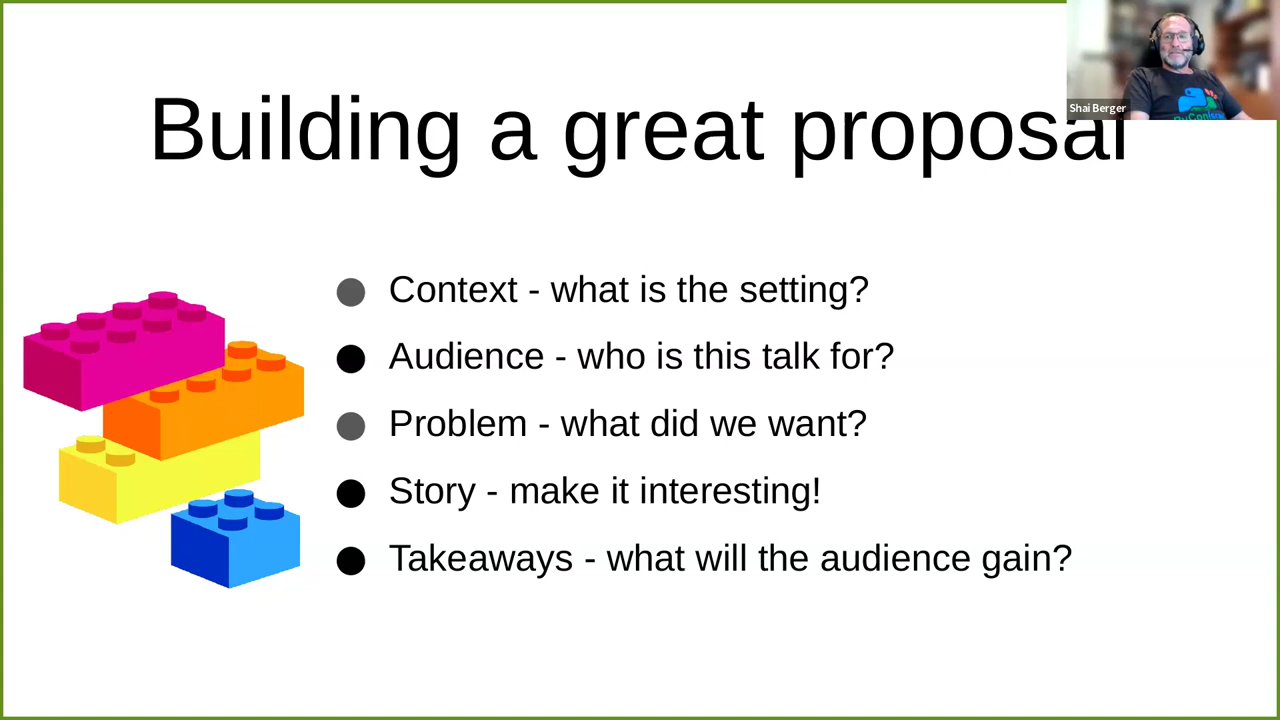 Building a great proposal
Shai Berger
Context - what is the setting?
Audience - who is this talk for?
Problem - what did we want?
Story - make it interesting!
Takeaways - what will the audience gain?